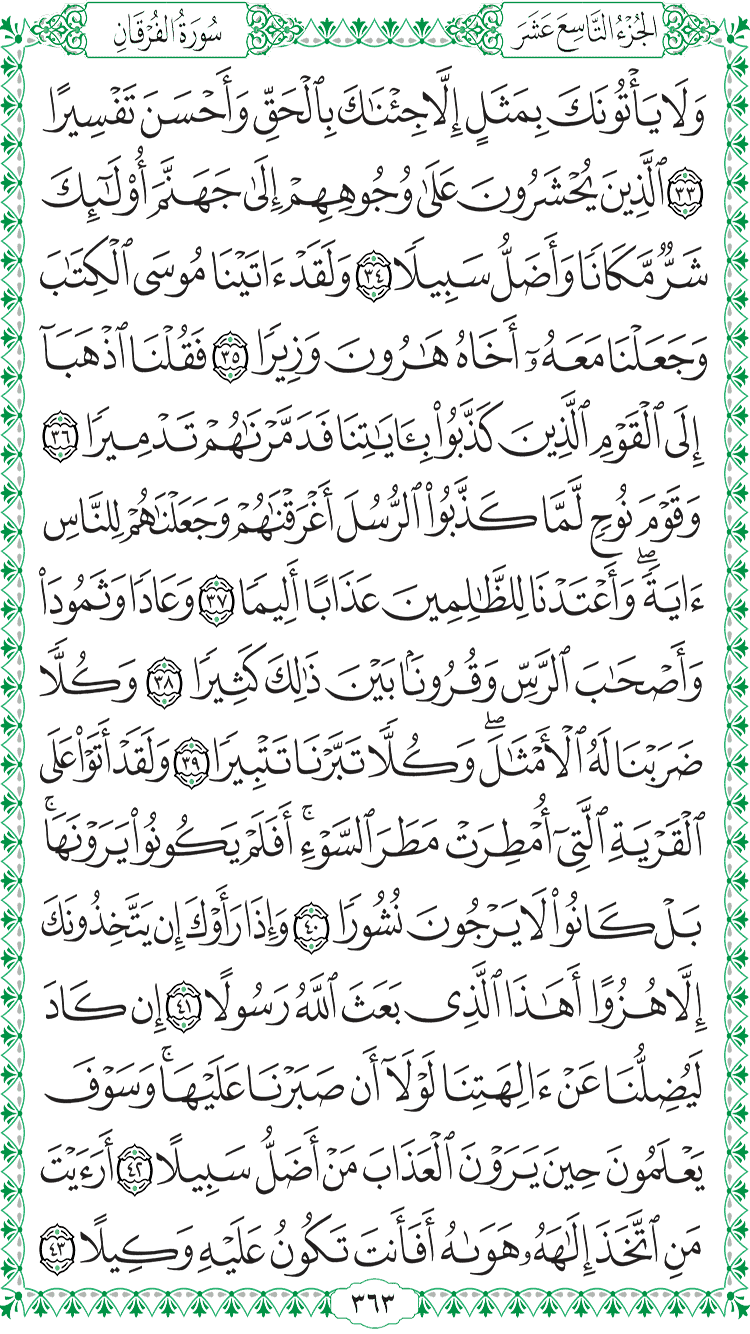 الجُزْءُ التَّاسِعَ عَشَرَ
سُورَةُ الفُرْقَانِ
وَلَا يَأْتُونَكَ بِمَثَلٍ إِلَّا جِئْنَٰكَ بِٱلْحَقِّ وَأَحْسَنَ تَفْسِيرًا
٣٣ ٱلَّذِينَ يُحْشَرُونَ عَلَىٰ وُجُوهِهِمْ إِلَىٰ جَهَنَّمَ أُو۟لَٰٓئِكَ
شَرٌّ مَّكَانًا وَأَضَلُّ سَبِيلًا ٣٤ وَلَقَدْ ءَاتَيْنَا مُوسَى ٱلْكِتَٰبَ
وَجَعَلْنَا مَعَهُۥٓ أَخَاهُ هَٰرُونَ وَزِيرًا ٣٥ فَقُلْنَا ٱذْهَبَآ
إِلَى ٱلْقَوْمِ ٱلَّذِينَ كَذَّبُوا۟ بِـَٔايَٰتِنَا فَدَمَّرْنَٰهُمْ تَدْمِيرًا ٣٦
وَقَوْمَ نُوحٍ لَّمَّا كَذَّبُوا۟ ٱلرُّسُلَ أَغْرَقْنَٰهُمْ وَجَعَلْنَٰهُمْ لِلنَّاسِ
ءَايَةً ۖ وَأَعْتَدْنَا لِلظَّٰلِمِينَ عَذَابًا أَلِيمًا ٣٧ وَعَادًا وَثَمُودَا۟
وَأَصْحَٰبَ ٱلرَّسِّ وَقُرُونًۢا بَيْنَ ذَٰلِكَ كَثِيرًا ٣٨ وَكُلًّا
ضَرَبْنَا لَهُ ٱلْأَمْثَٰلَ ۖ وَكُلًّا تَبَّرْنَا تَتْبِيرًا ٣٩ وَلَقَدْ أَتَوْا۟ عَلَى
ٱلْقَرْيَةِ ٱلَّتِىٓ أُمْطِرَتْ مَطَرَ ٱلسَّوْءِ ۚ أَفَلَمْ يَكُونُوا۟ يَرَوْنَهَا ۚ
بَلْ كَانُوا۟ لَا يَرْجُونَ نُشُورًا ٤٠ وَإِذَا رَأَوْكَ إِن يَتَّخِذُونَكَ
إِلَّا هُزُوًا أَهَٰذَا ٱلَّذِى بَعَثَ ٱللَّهُ رَسُولًا ٤١ إِن كَادَ
لَيُضِلُّنَا عَنْ ءَالِهَتِنَا لَوْلَآ أَن صَبَرْنَا عَلَيْهَا ۚ وَسَوْفَ
يَعْلَمُونَ حِينَ يَرَوْنَ ٱلْعَذَابَ مَنْ أَضَلُّ سَبِيلًا ٤٢ أَرَءَيْتَ
مَنِ ٱتَّخَذَ إِلَٰهَهُۥ هَوَىٰهُ أَفَأَنتَ تَكُونُ عَلَيْهِ وَكِيلًا ٤٣
٣٦٣